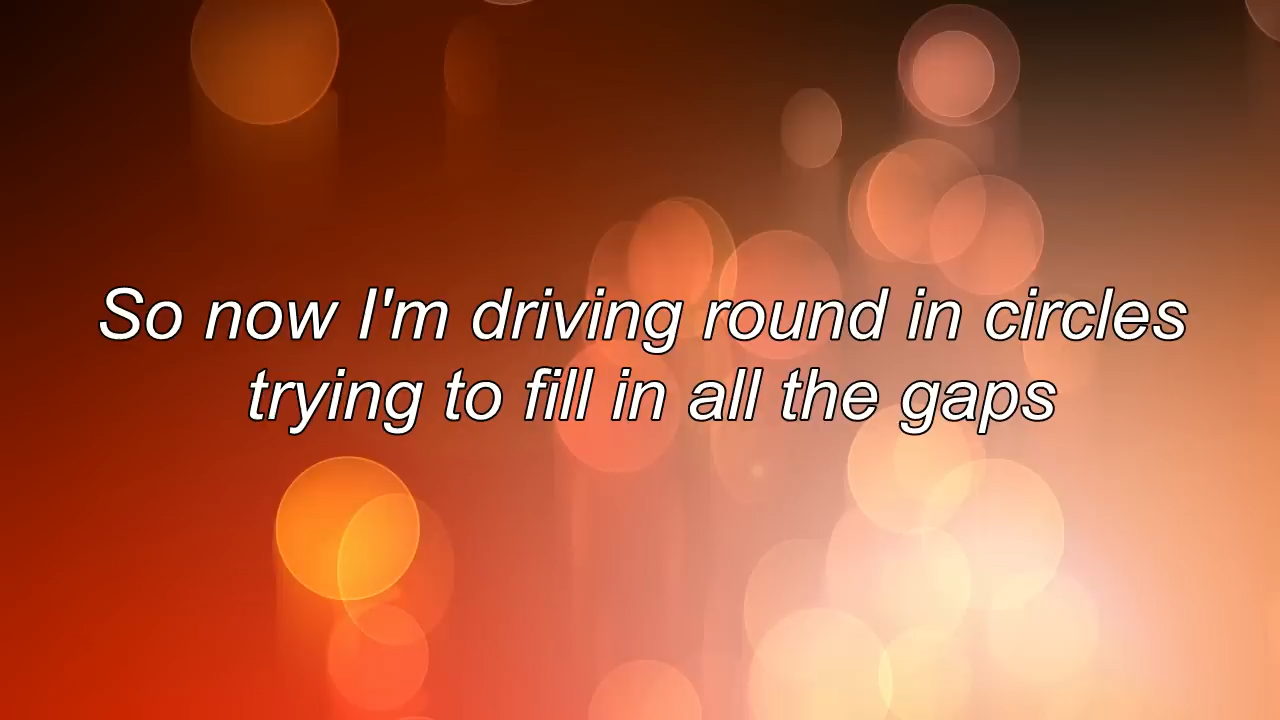 So now I'm driving round in circles
trying to fill in all the gaps